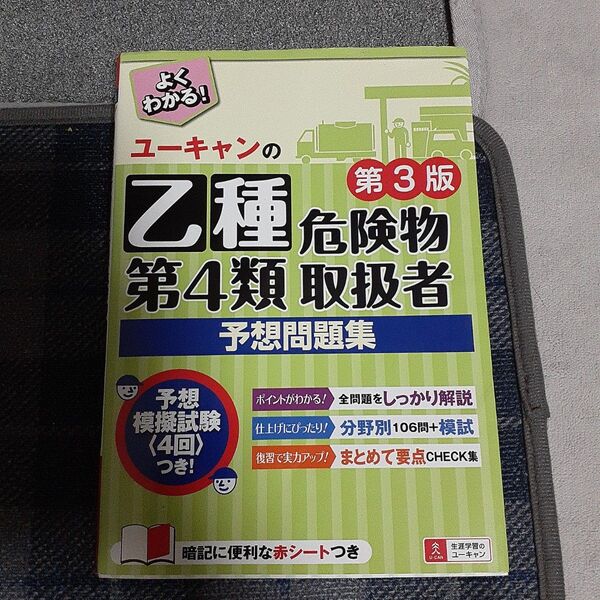 よく
わかる!
ユーキャンの
第3版
乙種 危険物
第4類 取扱者
予想問題集
予想
模擬試験
〈4回〉
つき!
ポイントがわかる! 全問題をしっかり解説
仕上げにぴったり! 分野別106問+模試
復習で実力アップ! まとめて要点CHECK集
暗記に便利な赤シートつき
U-CAN
生涯学習の
ユーキャン